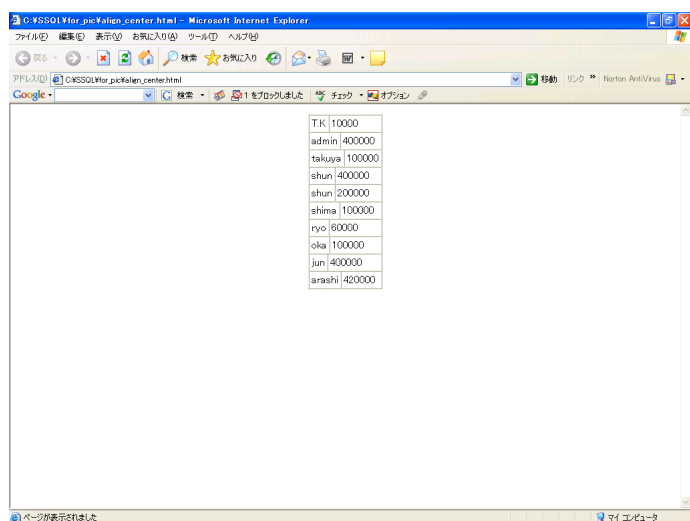 C:¥SSQL¥for_pic¥align_center.html - Microsoft Internet Explorer
ファイル(F) 編集(E) 表示(V) お気に入り(A) ツール(T) ヘルプ(H)
戻る 検索 お気に入り
アドレス(D) C:¥SSQL¥for_pic¥align_center.html 移動 リンク » Norton AntiVirus
Google 検索 1 をブロックしました チェック オプション
T.K 10000
admin 400000
takuya 100000
shun 400000
shun 200000
shima 100000
ryo 60000
oka 100000
jun 400000
arashi 420000
ページが表示されました マイ コンピュータ